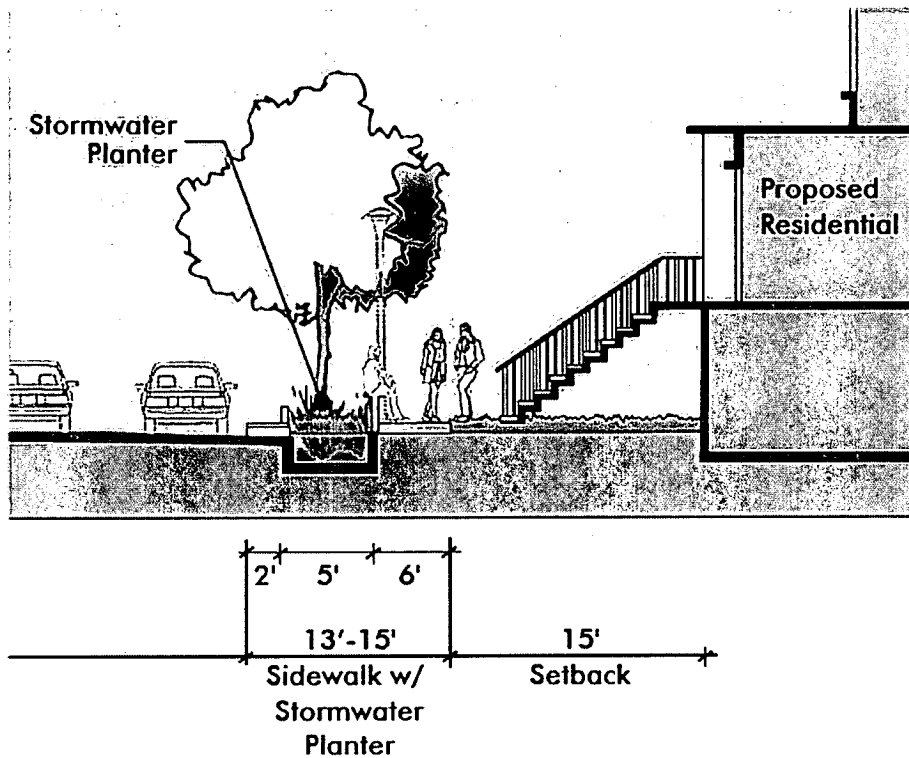 Stormwater
Planter
Proposed
Residential
2' 5' 6'
13'-15' 15'
Sidewalk w/
Stormwater
Planter
Setback